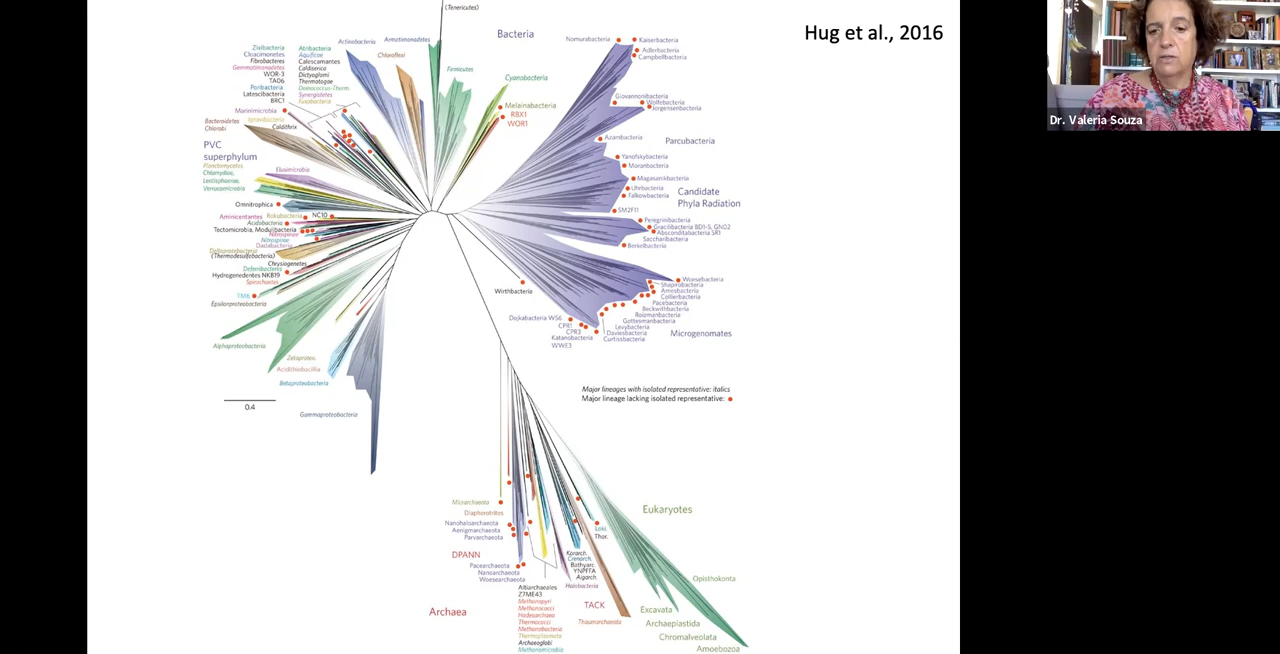 (Tenericutes)
Hug et al., 2016
Dr. Valeria Souza
Bacteria
Zixibacteria
Cloacimonetes
Fibrobacteres
Gemmatimonadetes
WOR-3
TA06
Poribacteria
Latescibacteria
BRC1
Atribacteria
Aquificae
Calescamantes
Caldiserica
Dictyoglomi
Thermotogae
Deinococcus-Therm.
Synergistetes
Fusobacteria
Actinobacteria
Armatimonadetes
Chloroflexi
Firmicutes
Cyanobacteria
Melainabacteria
RBX1
WOR1
Marinimicrobia
Bacteroidetes
Chlorobi
Ignavibacteria
Caldithrix
PVC
superphylum
Planctomycetes
Chlamydiae,
Lentisphaerae,
Verrucomicrobia
Elusimicrobia
Omnitrophica
Aminicentantes
Rokubacteria
NC10
Acidobacteria
Tectomicrobia, Modulibacteria
Nitrospinae
Nitrospirae
Dadabacteria
Deltaproteobacteria
(Thermodesulfobacteria)
Chrysiogenetes
Deferribacteres
Hydrogenedentes NKB19
Spirochaetes
TM6
Epsilonproteobacteria
Alphaproteobacteria
Zetaproteo.
Acidithiobacillia
Betaproteobacteria
Gammaproteobacteria
0.4
Nomurabacteria
Kaiserbacteria
Adlerbacteria
Campbellbacteria
Giovannonibacteria
Wolfebacteria
Jorgensenbacteria
Azambacteria
Parcubacteria
Yanofskybacteria
Moranbacteria
Magasanikbacteria
Uhrbacteria
Falkowbacteria
Candidate
Phyla Radiation
SM2F11
Peregrinibacteria
Gracilibacteria BD1-5, GN02
Absconditabacteria SR1
Saccharibacteria
Berkelbacteria
Woesebacteria
Shapirobacteria
Amesbacteria
Collierbacteria
Pacebacteria
Beckwithbacteria
Roizmanbacteria
Gottesmanbacteria
Levybacteria
Daviesbacteria
Curtissbacteria
Microgenomates
Wirthbacteria
Dojkabacteria WS6
CPR1
CPR3
Katanobacteria
WWE3
Major lineages with isolated representative: italics
Major lineage lacking isolated representative:
Micrarchaeota
Diapherotrites
Nanohaloarchaeota
Aenigmarchaeota
Parvarchaeota
DPANN
Pacearchaeota
Nanoarchaeota
Woesearchaeota
Archaea
Altiarchaeales
Z7ME43
Methanopyri
Methanococci
Hadesarchaea
Thermococci
Methanobacteria
Thermoplasmata
Archaeoglobi
Methanomicrobia
Halobacteria
Korarch.
Crenarch.
Bathyarc.
YNPFFA
Aigarch.
TACK
Thaumarchaeota
Loki.
Thor.
Eukaryotes
Opisthokonta
Excavata
Archaeplastida
Chromalveolata
Amoebozoa